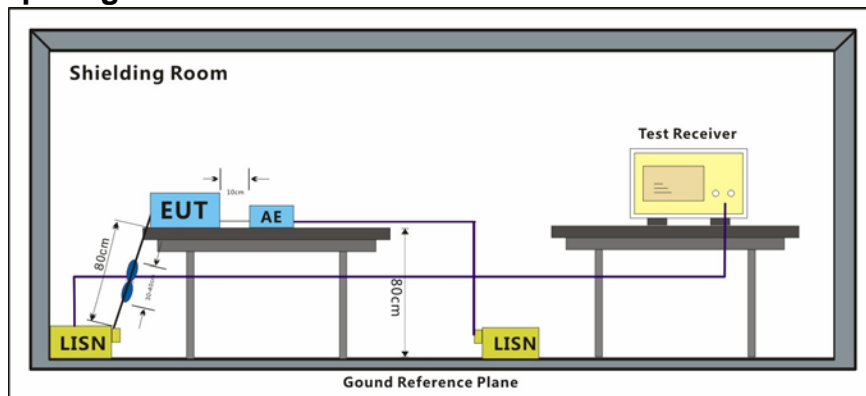 Shielding Room
Test Receiver
10cm
EUT
AE
80cm
30-40cm
80cm
LISN
LISN
Gound Reference Plane